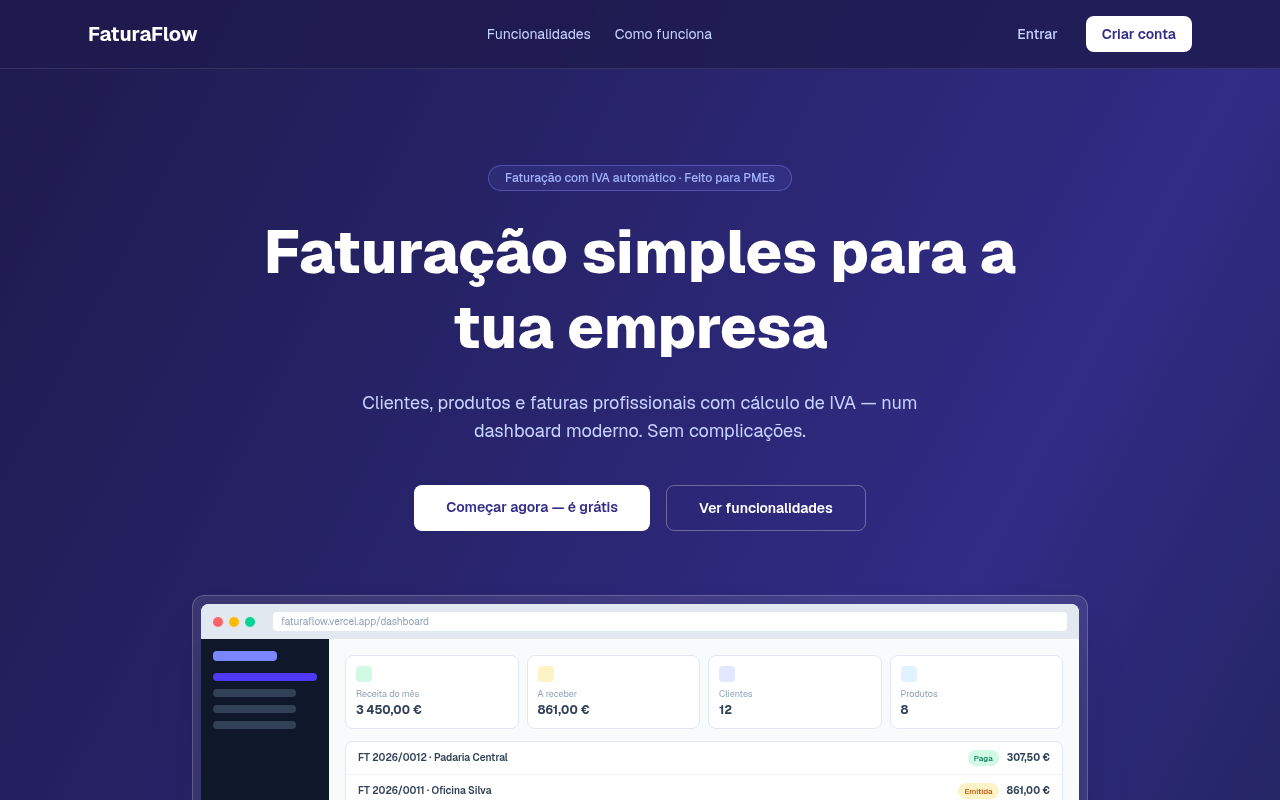 FaturaFlow
Funcionalidades
Como funciona
Entrar
Criar conta
Faturação com IVA automático · Feito para PMEs
Faturação simples para a
tua empresa
Clientes, produtos e faturas profissionais com cálculo de IVA — num
dashboard moderno. Sem complicações.
Começar agora — é grátis
Ver funcionalidades
faturaflow.vercel.app/dashboard
Receita do mês
3 450,00 €
A receber
861,00 €
Clientes
12
Produtos
8
FT 2026/0012 · Padaria Central
Paga
307,50 €
FT 2026/0011 · Oficina Silva
Emitida
861,00 €